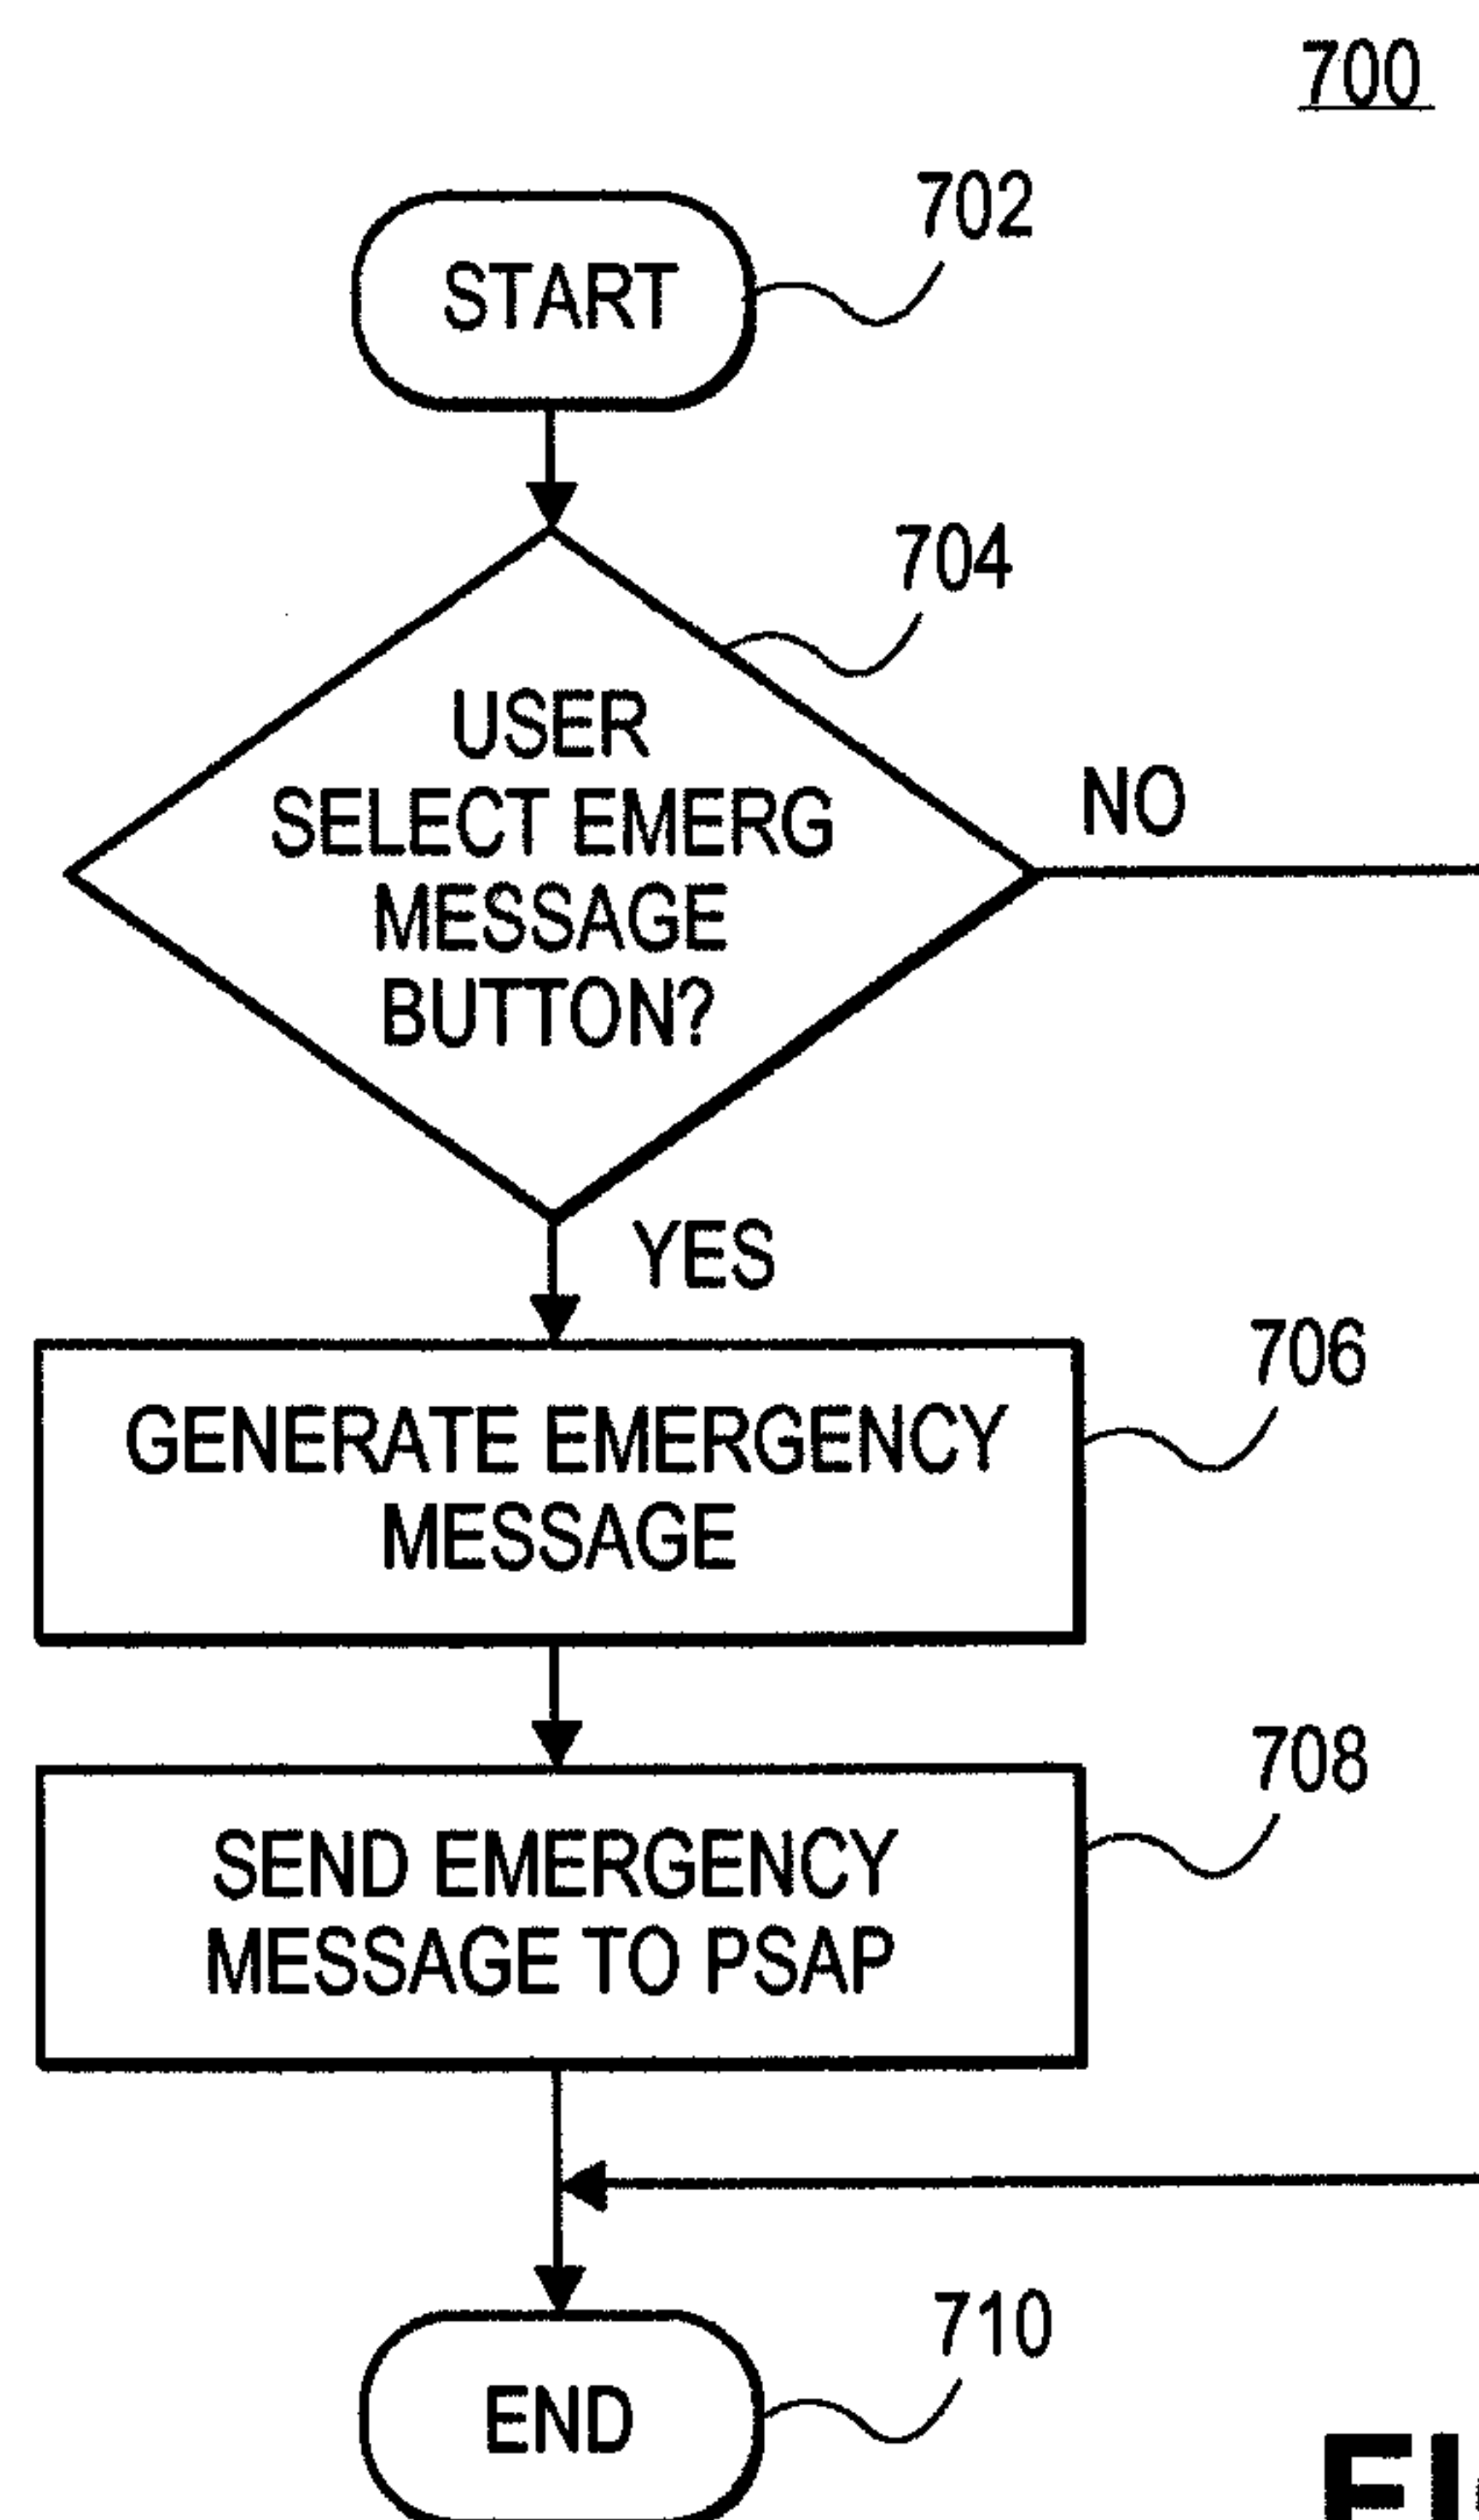 700
702
START
704
USER
SELECT EMERG
MESSAGE
BUTTON?
NO
YES
706
GENERATE EMERGENCY
MESSAGE
708
SEND EMERGENCY
MESSAGE TO PSAP
710
END